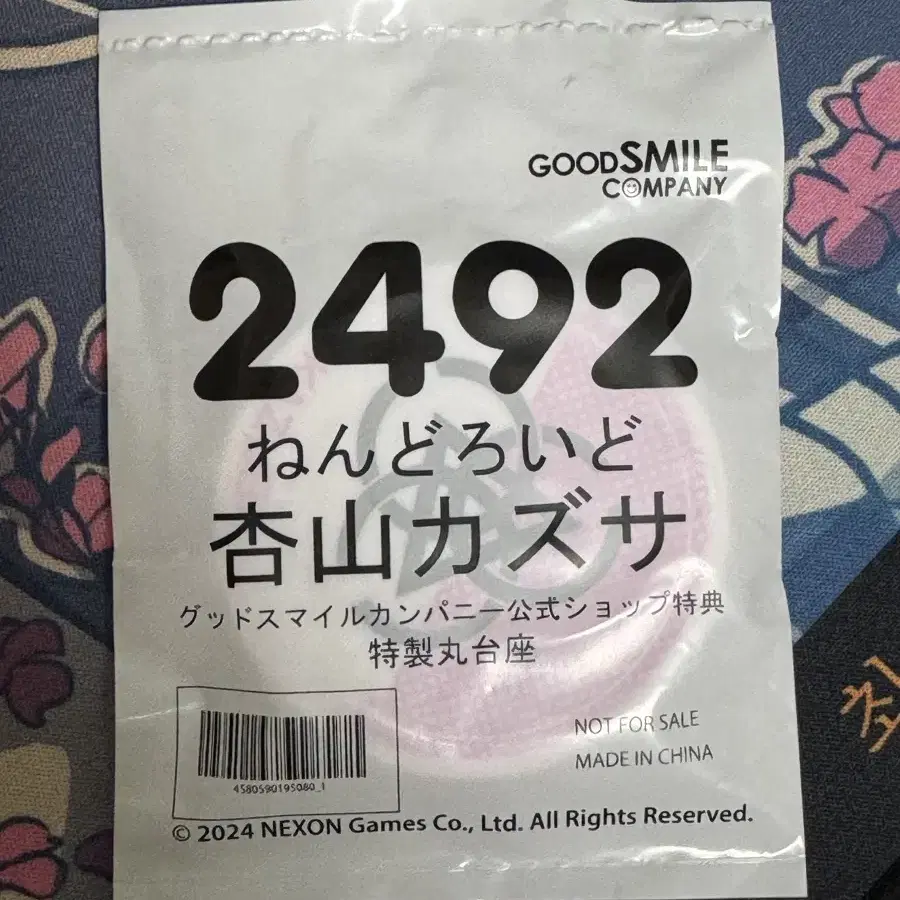 GOODSMILE
COMPANY
2492
ねんどろいど
杏山カズサ
グッドスマイルカンパニー公式ショップ特典
特製丸台座
4580590195080_1
NOT FOR SALE
MADE IN CHINA
© 2024 NEXON Games Co., Ltd. All Rights Reserved.